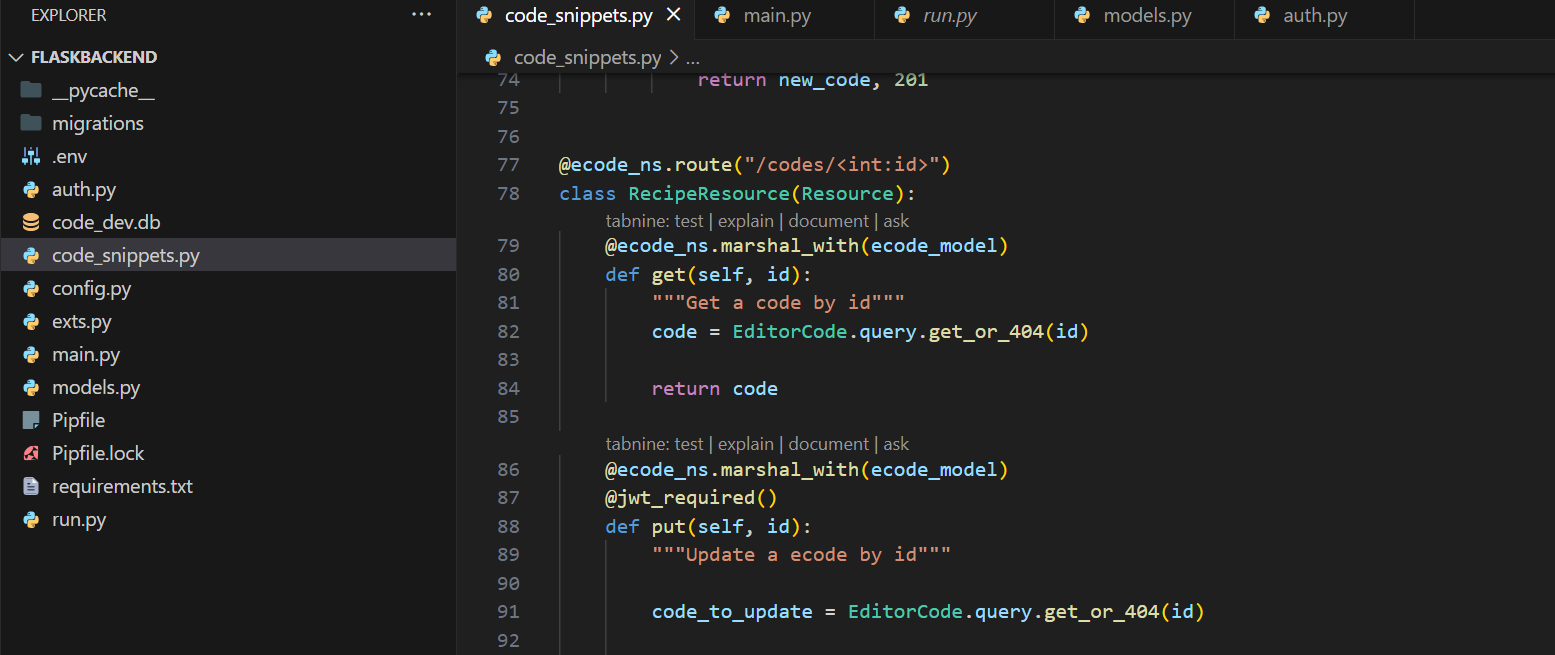 EXPLORER ...
FLASKBACKEND
__pycache__
migrations
.env
auth.py
code_dev.db
code_snippets.py
config.py
exts.py
main.py
models.py
Pipfile
Pipfile.lock
requirements.txt
run.py
code_snippets.py main.py run.py models.py auth.py
code_snippets.py > ...
74 return new_code, 201
75
76
77 @ecode_ns.route("/codes/<int:id>")
78 class RecipeResource(Resource):
tabnine: test | explain | document | ask
79 @ecode_ns.marshal_with(ecode_model)
80 def get(self, id):
81 """Get a code by id"""
82 code = EditorCode.query.get_or_404(id)
83
84 return code
85
tabnine: test | explain | document | ask
86 @ecode_ns.marshal_with(ecode_model)
87 @jwt_required()
88 def put(self, id):
89 """Update a ecode by id"""
90
91 code_to_update = EditorCode.query.get_or_404(id)
92